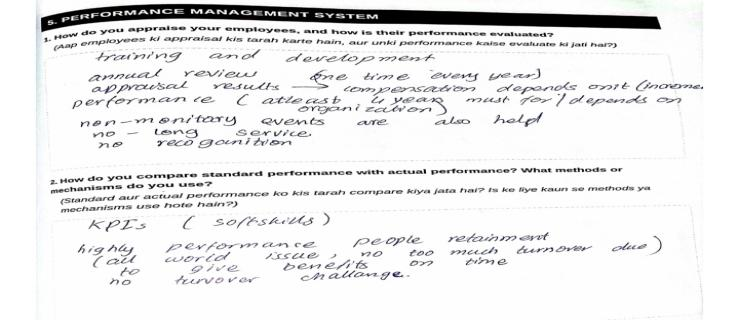 5. PERFORMANCE MANAGEMENT SYSTEM
1. How do you appraise your employees, and how is their performance evaluated?
(Aap employees ki appraisal kis tarah karte hain, aur unki performance kaise evaluate ki jati hai?)
training and development
annual review (one time every year)
appraisal results → compensation depends onit (increme
performance (atleast 4 years must for / depends on
organization)
non-monitary events are also held
no - long service
no recoganition
2. How do you compare standard performance with actual performance? What methods or
mechanisms do you use?
(Standard aur actual performance ko kis tarah compare kiya jata hai? Is ke liye kaun se methods ya
mechanisms use hote hain?)
KPIs (softskills)
highly performance people retainment
(all world issue, no too much turnover due)
to give benefits on time
no turvover challange.